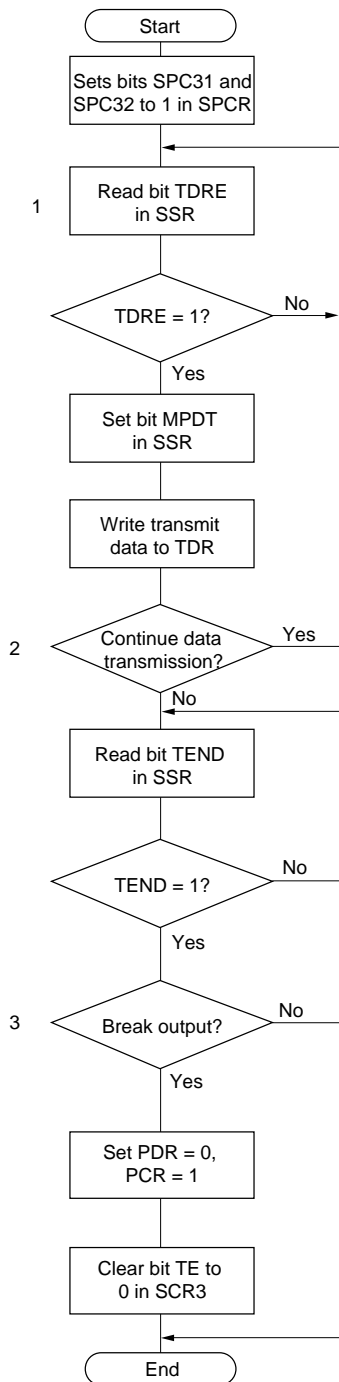 Start
Sets bits SPC31 and
SPC32 to 1 in SPCR
1
Read bit TDRE
in SSR
TDRE = 1?
No
Yes
Set bit MPDT
in SSR
Write transmit
data to TDR
2
Continue data
transmission?
Yes
No
Read bit TEND
in SSR
TEND = 1?
No
Yes
3
Break output?
No
Yes
Set PDR = 0,
PCR = 1
Clear bit TE to
0 in SCR3
End